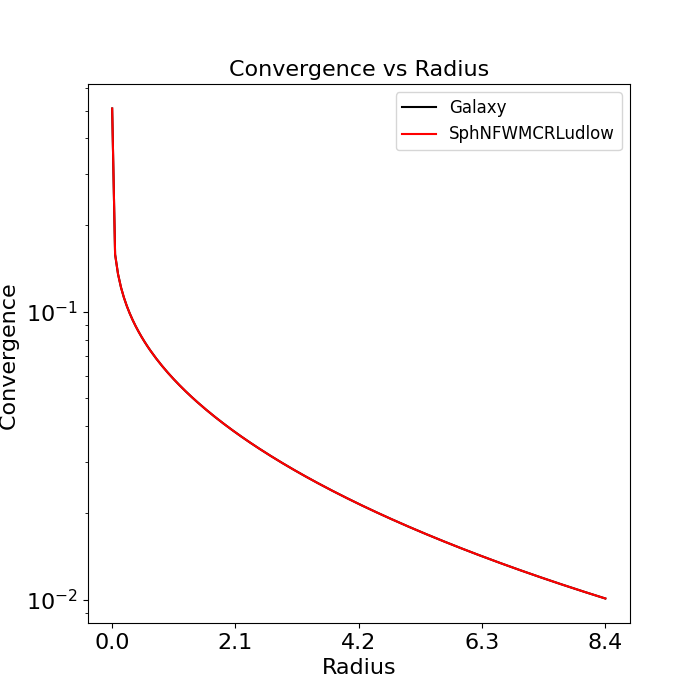 Convergence vs Radius
Galaxy
SphNFWMCRLudlow
Convergence
10⁻¹
10⁻²
0.0 2.1 4.2 6.3 8.4
Radius